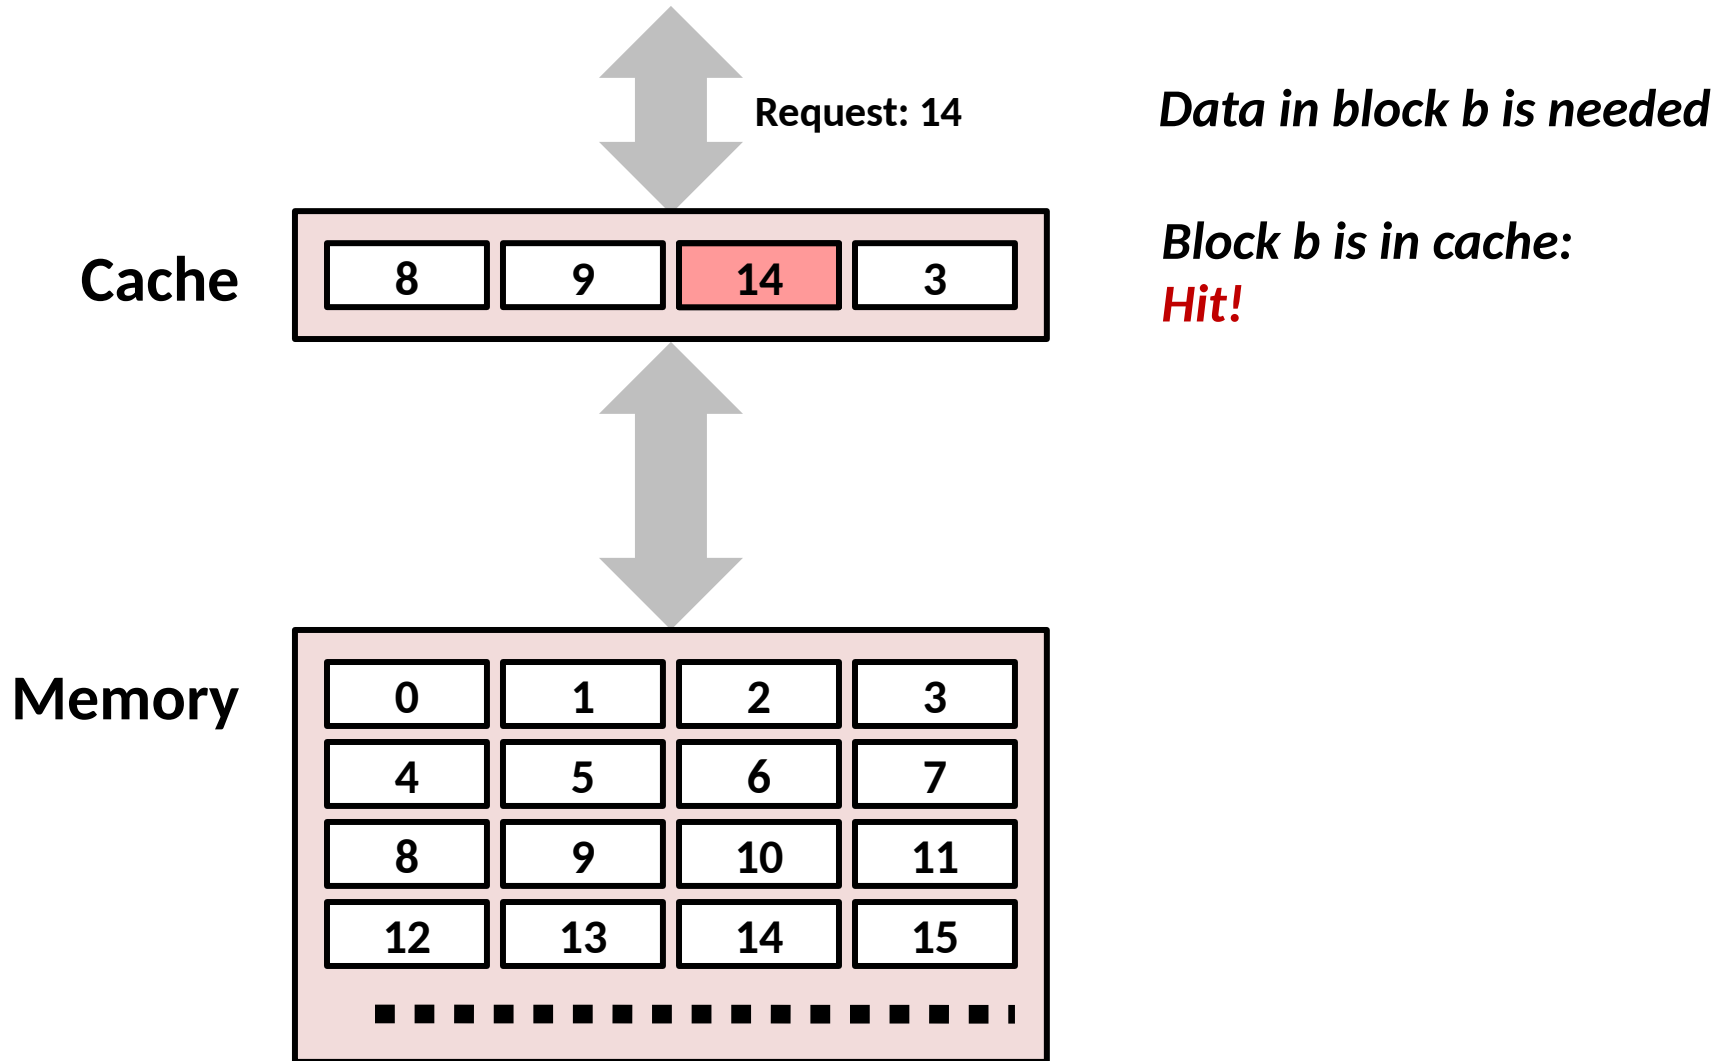 Request: 14
Data in block b is needed
Cache
8 9 14 3
Block b is in cache:
Hit!
Memory
0 1 2 3
4 5 6 7
8 9 10 11
12 13 14 15